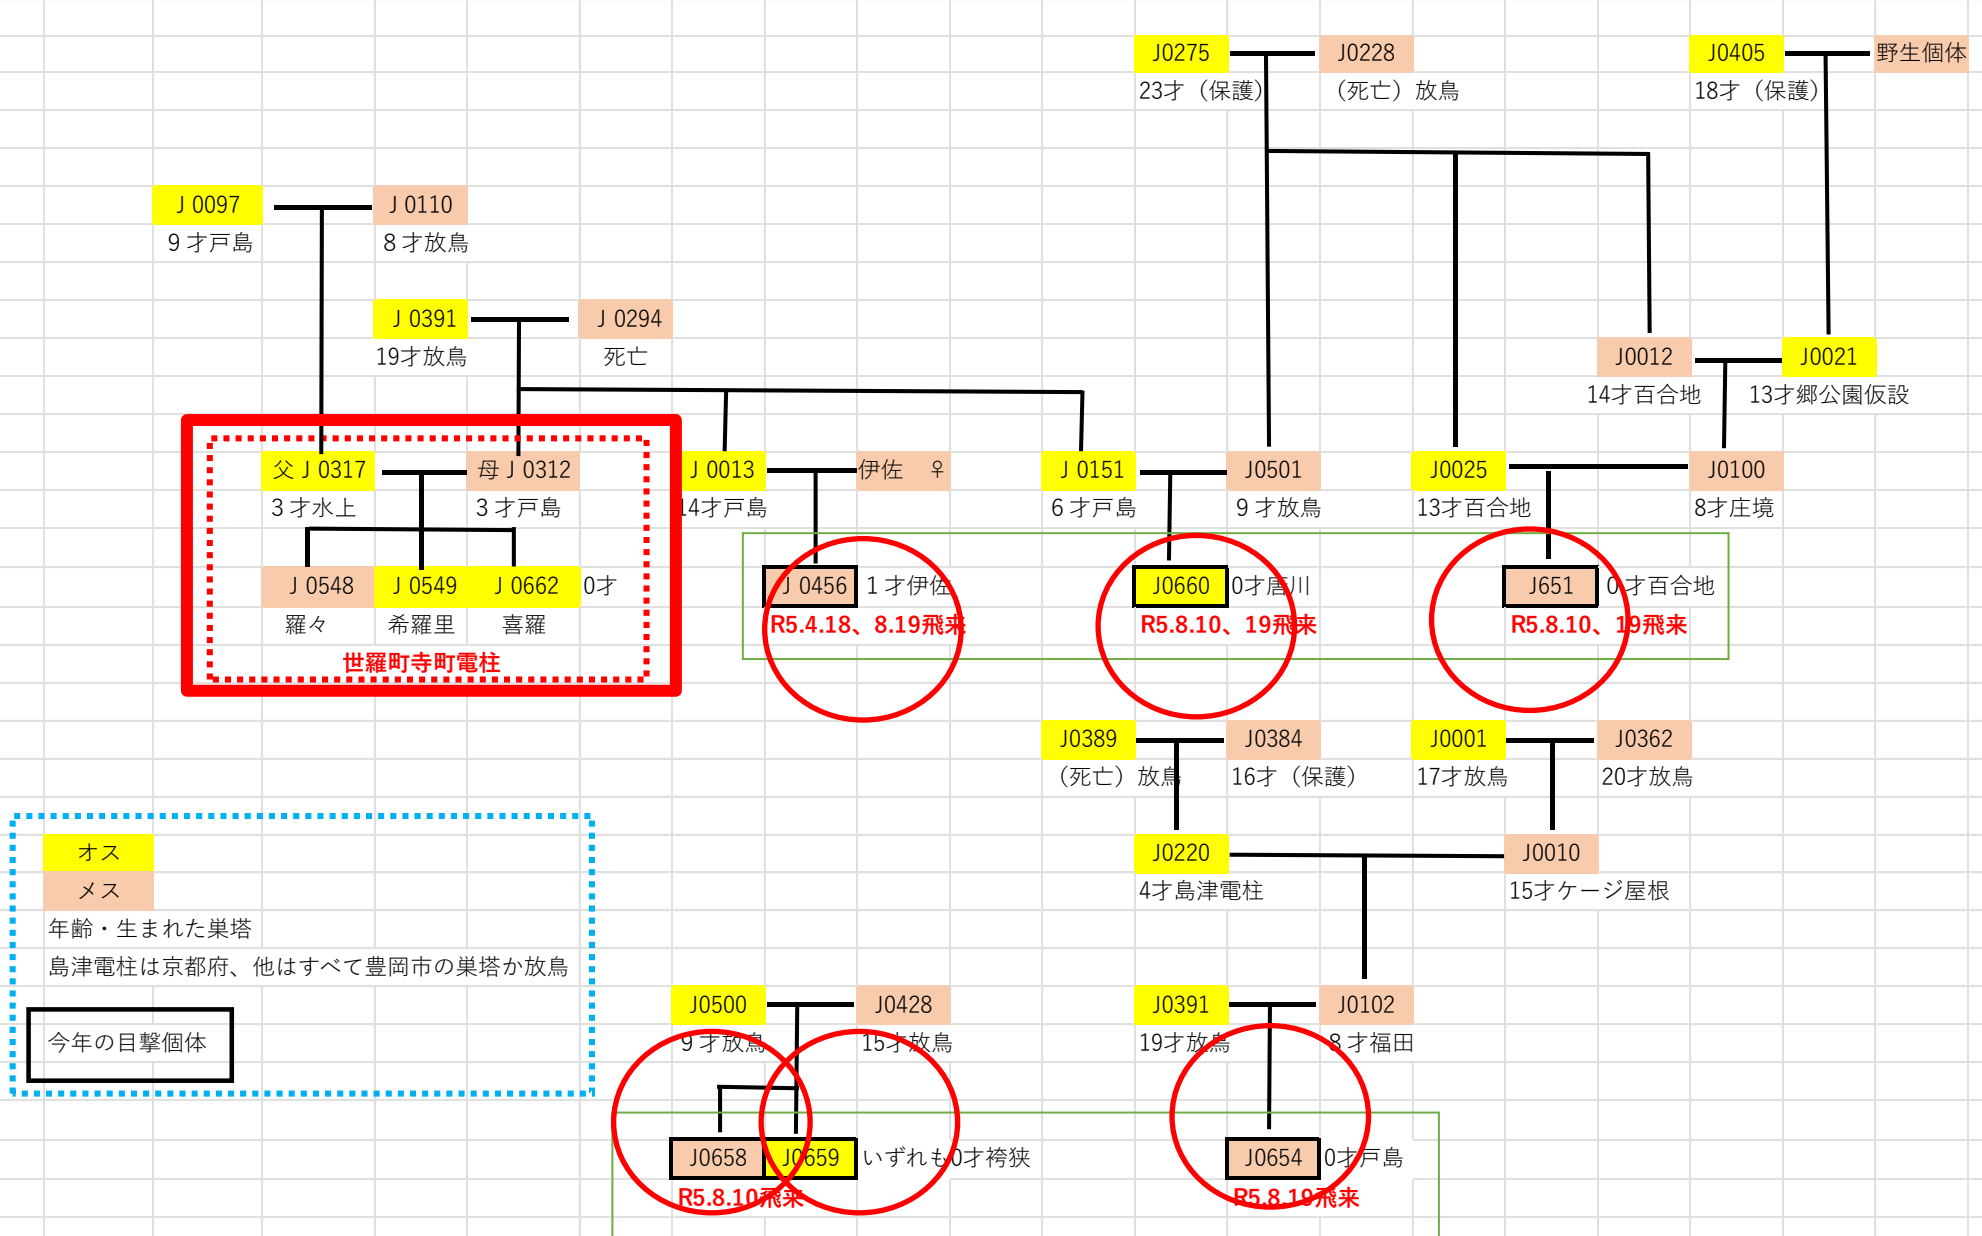 J0275 J0228 J0405 野生個体
23才（保護） （死亡）放鳥 18才（保護）
J 0097 J 0110
9 才戸島 8 才放鳥
J 0391 J 0294
19才放鳥 死亡
J0012 J0021
14才百合地 13才郷公園仮設
父 J 0317 母 J 0312 J 0013 伊佐　♀ J 0151 J0501 J0025 J0100
3 才水上 3 才戸島 14才戸島 6 才戸島 9 才放鳥 13才百合地 8才庄境
J 0548 J 0549 J 0662 0才 J 0456 1 才伊佐 J0660 0才唐川 J651 0才百合地
羅々 希羅里 喜羅 R5.4.18、8.19飛来 R5.8.10、19飛来 R5.8.10、19飛来
世羅町寺町電柱
J0389 J0384 J0001 J0362
（死亡）放鳥 16才（保護） 17才放鳥 20才放鳥
オス J0220 J0010
メス 4才島津電柱 15才ケージ屋根
年齢・生まれた巣塔
島津電柱は京都府、他はすべて豊岡市の巣塔か放鳥
J0500 J0428 J0391 J0102
今年の目撃個体 9 才放鳥 15才放鳥 19才放鳥 8 才福田
J0658 J0659 いずれも0才袴狭 J0654 0才戸島
R5.8.10飛来 R5.8.19飛来